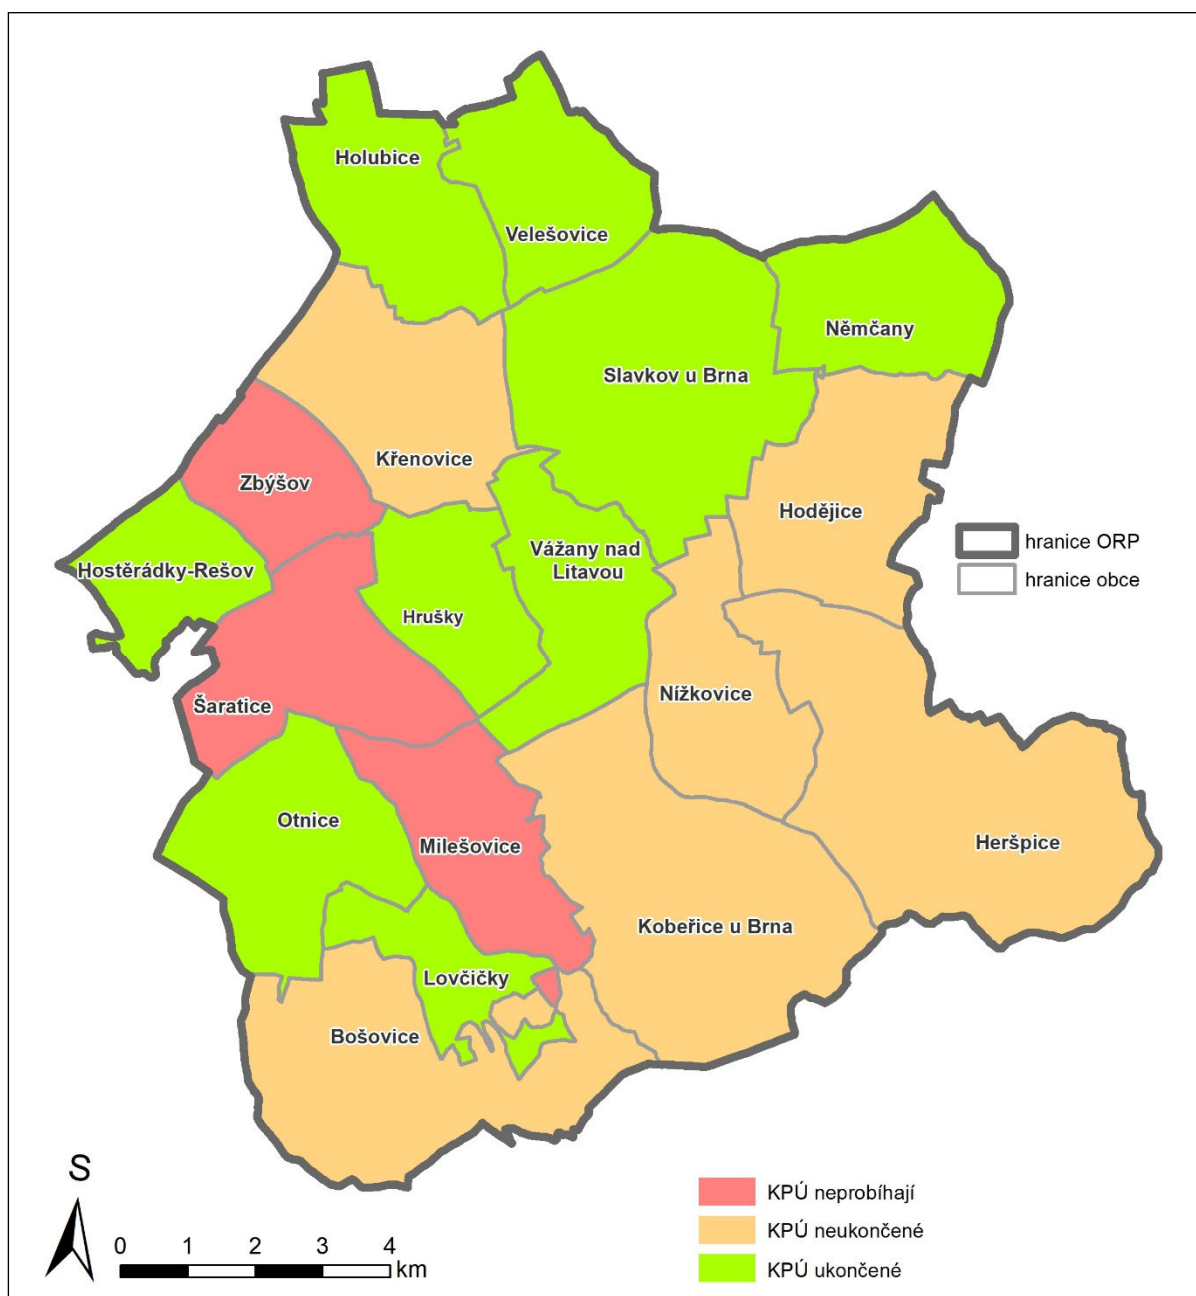 Holubice
Velešovice
Němčany
Slavkov u Brna
Křenovice
Zbýšov
Hodějice
hranice ORP
Vážany nad
Litavou
Hostěrádky-Rešov
hranice obce
Hrušky
Nížkovice
Šaratice
Otnice
Milešovice
Heršpice
Kobeřice u Brna
Lovčičky
Bošovice
S
0 1 2 3 4
km
KPÚ neprobíhají
KPÚ neukončené
KPÚ ukončené